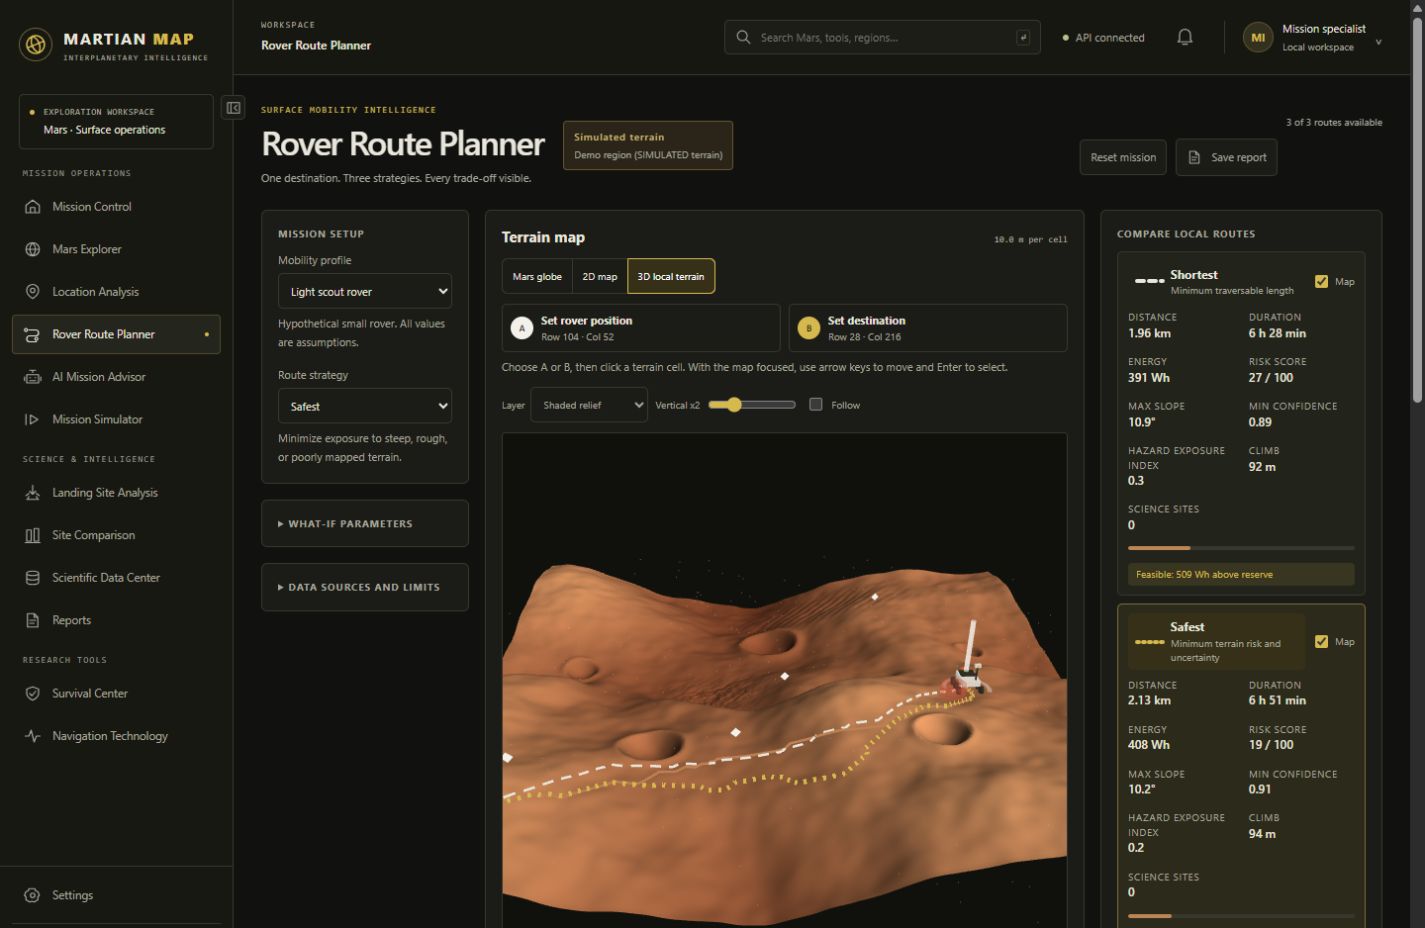 MARTIAN MAP
INTERPLANETARY INTELLIGENCE
EXPLORATION WORKSPACE
Mars · Surface operations
MISSION OPERATIONS
Mission Control
Mars Explorer
Location Analysis
Rover Route Planner
AI Mission Advisor
Mission Simulator
SCIENCE & INTELLIGENCE
Landing Site Analysis
Site Comparison
Scientific Data Center
Reports
RESEARCH TOOLS
Survival Center
Navigation Technology
Settings
WORKSPACE
Rover Route Planner
Search Mars, tools, regions...
API connected
MI
Mission specialist
Local workspace
SURFACE MOBILITY INTELLIGENCE
Rover Route Planner
Simulated terrain
Demo region (SIMULATED terrain)
One destination. Three strategies. Every trade-off visible.
3 of 3 routes available
Reset mission
Save report
MISSION SETUP
Mobility profile
Light scout rover
Hypothetical small rover. All values
are assumptions.
Route strategy
Safest
Minimize exposure to steep, rough,
or poorly mapped terrain.
WHAT-IF PARAMETERS
DATA SOURCES AND LIMITS
Terrain map
10.0 m per cell
Mars globe
2D map
3D local terrain
A
Set rover position
Row 104 · Col 52
B
Set destination
Row 28 · Col 216
Choose A or B, then click a terrain cell. With the map focused, use arrow keys to move and Enter to select.
Layer
Shaded relief
Vertical x2
Follow
COMPARE LOCAL ROUTES
Shortest
Minimum traversable length
Map
DISTANCE DURATION
1.96 km 6 h 28 min
ENERGY RISK SCORE
391 Wh 27 / 100
MAX SLOPE MIN CONFIDENCE
10.9° 0.89
HAZARD EXPOSURE CLIMB
INDEX 92 m
0.3
SCIENCE SITES
0
Feasible: 509 Wh above reserve
Safest
Minimum terrain risk and
uncertainty
Map
DISTANCE DURATION
2.13 km 6 h 51 min
ENERGY RISK SCORE
408 Wh 19 / 100
MAX SLOPE MIN CONFIDENCE
10.2° 0.91
HAZARD EXPOSURE CLIMB
INDEX 94 m
0.2
SCIENCE SITES
0